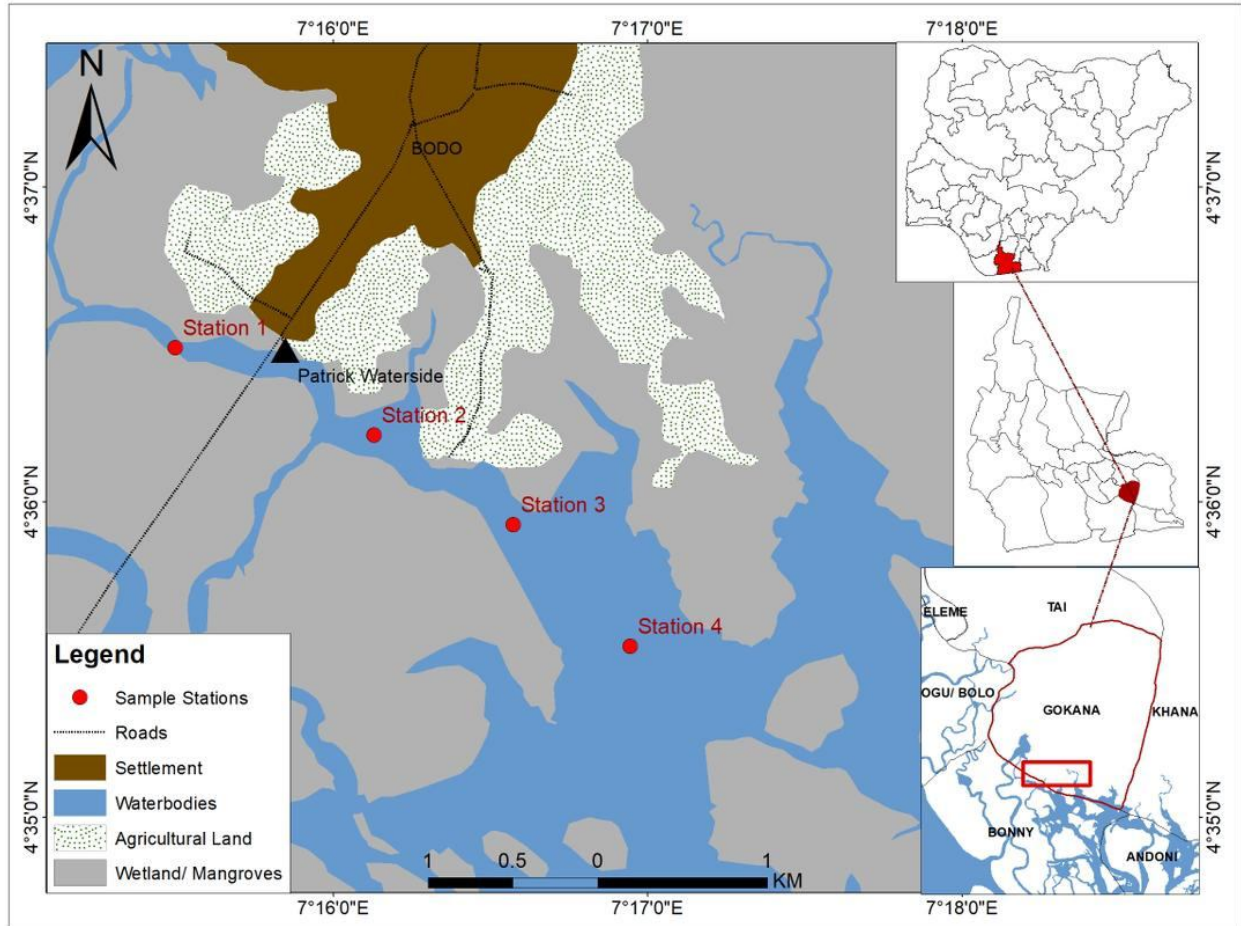 7°16'0"E
7°17'0"E
7°18'0"E
N
BODO
4°37'0"N
4°37'0"N
Station 1
Patrick Waterside
Station 2
4°36'0"N
4°36'0"N
Station 3
Station 4
TAI
ELEME
OGU/ BOLO
GOKANA
KHANA
BONNY
ANDONI
Legend
Sample Stations
Roads
Settlement
Waterbodies
Agricultural Land
Wetland/ Mangroves
4°35'0"N
4°35'0"N
1 0.5 0 1
KM
7°16'0"E
7°17'0"E
7°18'0"E